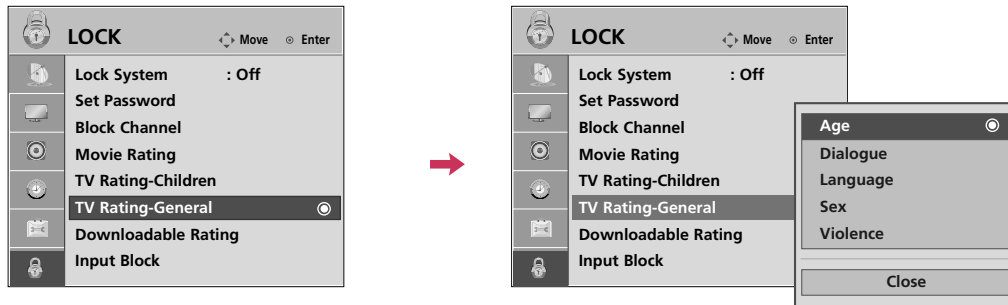 LOCK Move Enter
Lock System : Off
Set Password
Block Channel
Movie Rating
TV Rating-Children
TV Rating-General
Downloadable Rating
Input Block
LOCK Move Enter
Lock System : Off
Set Password
Block Channel
Movie Rating
TV Rating-Children
TV Rating-General
Downloadable Rating
Input Block
Age
Dialogue
Language
Sex
Violence
Close